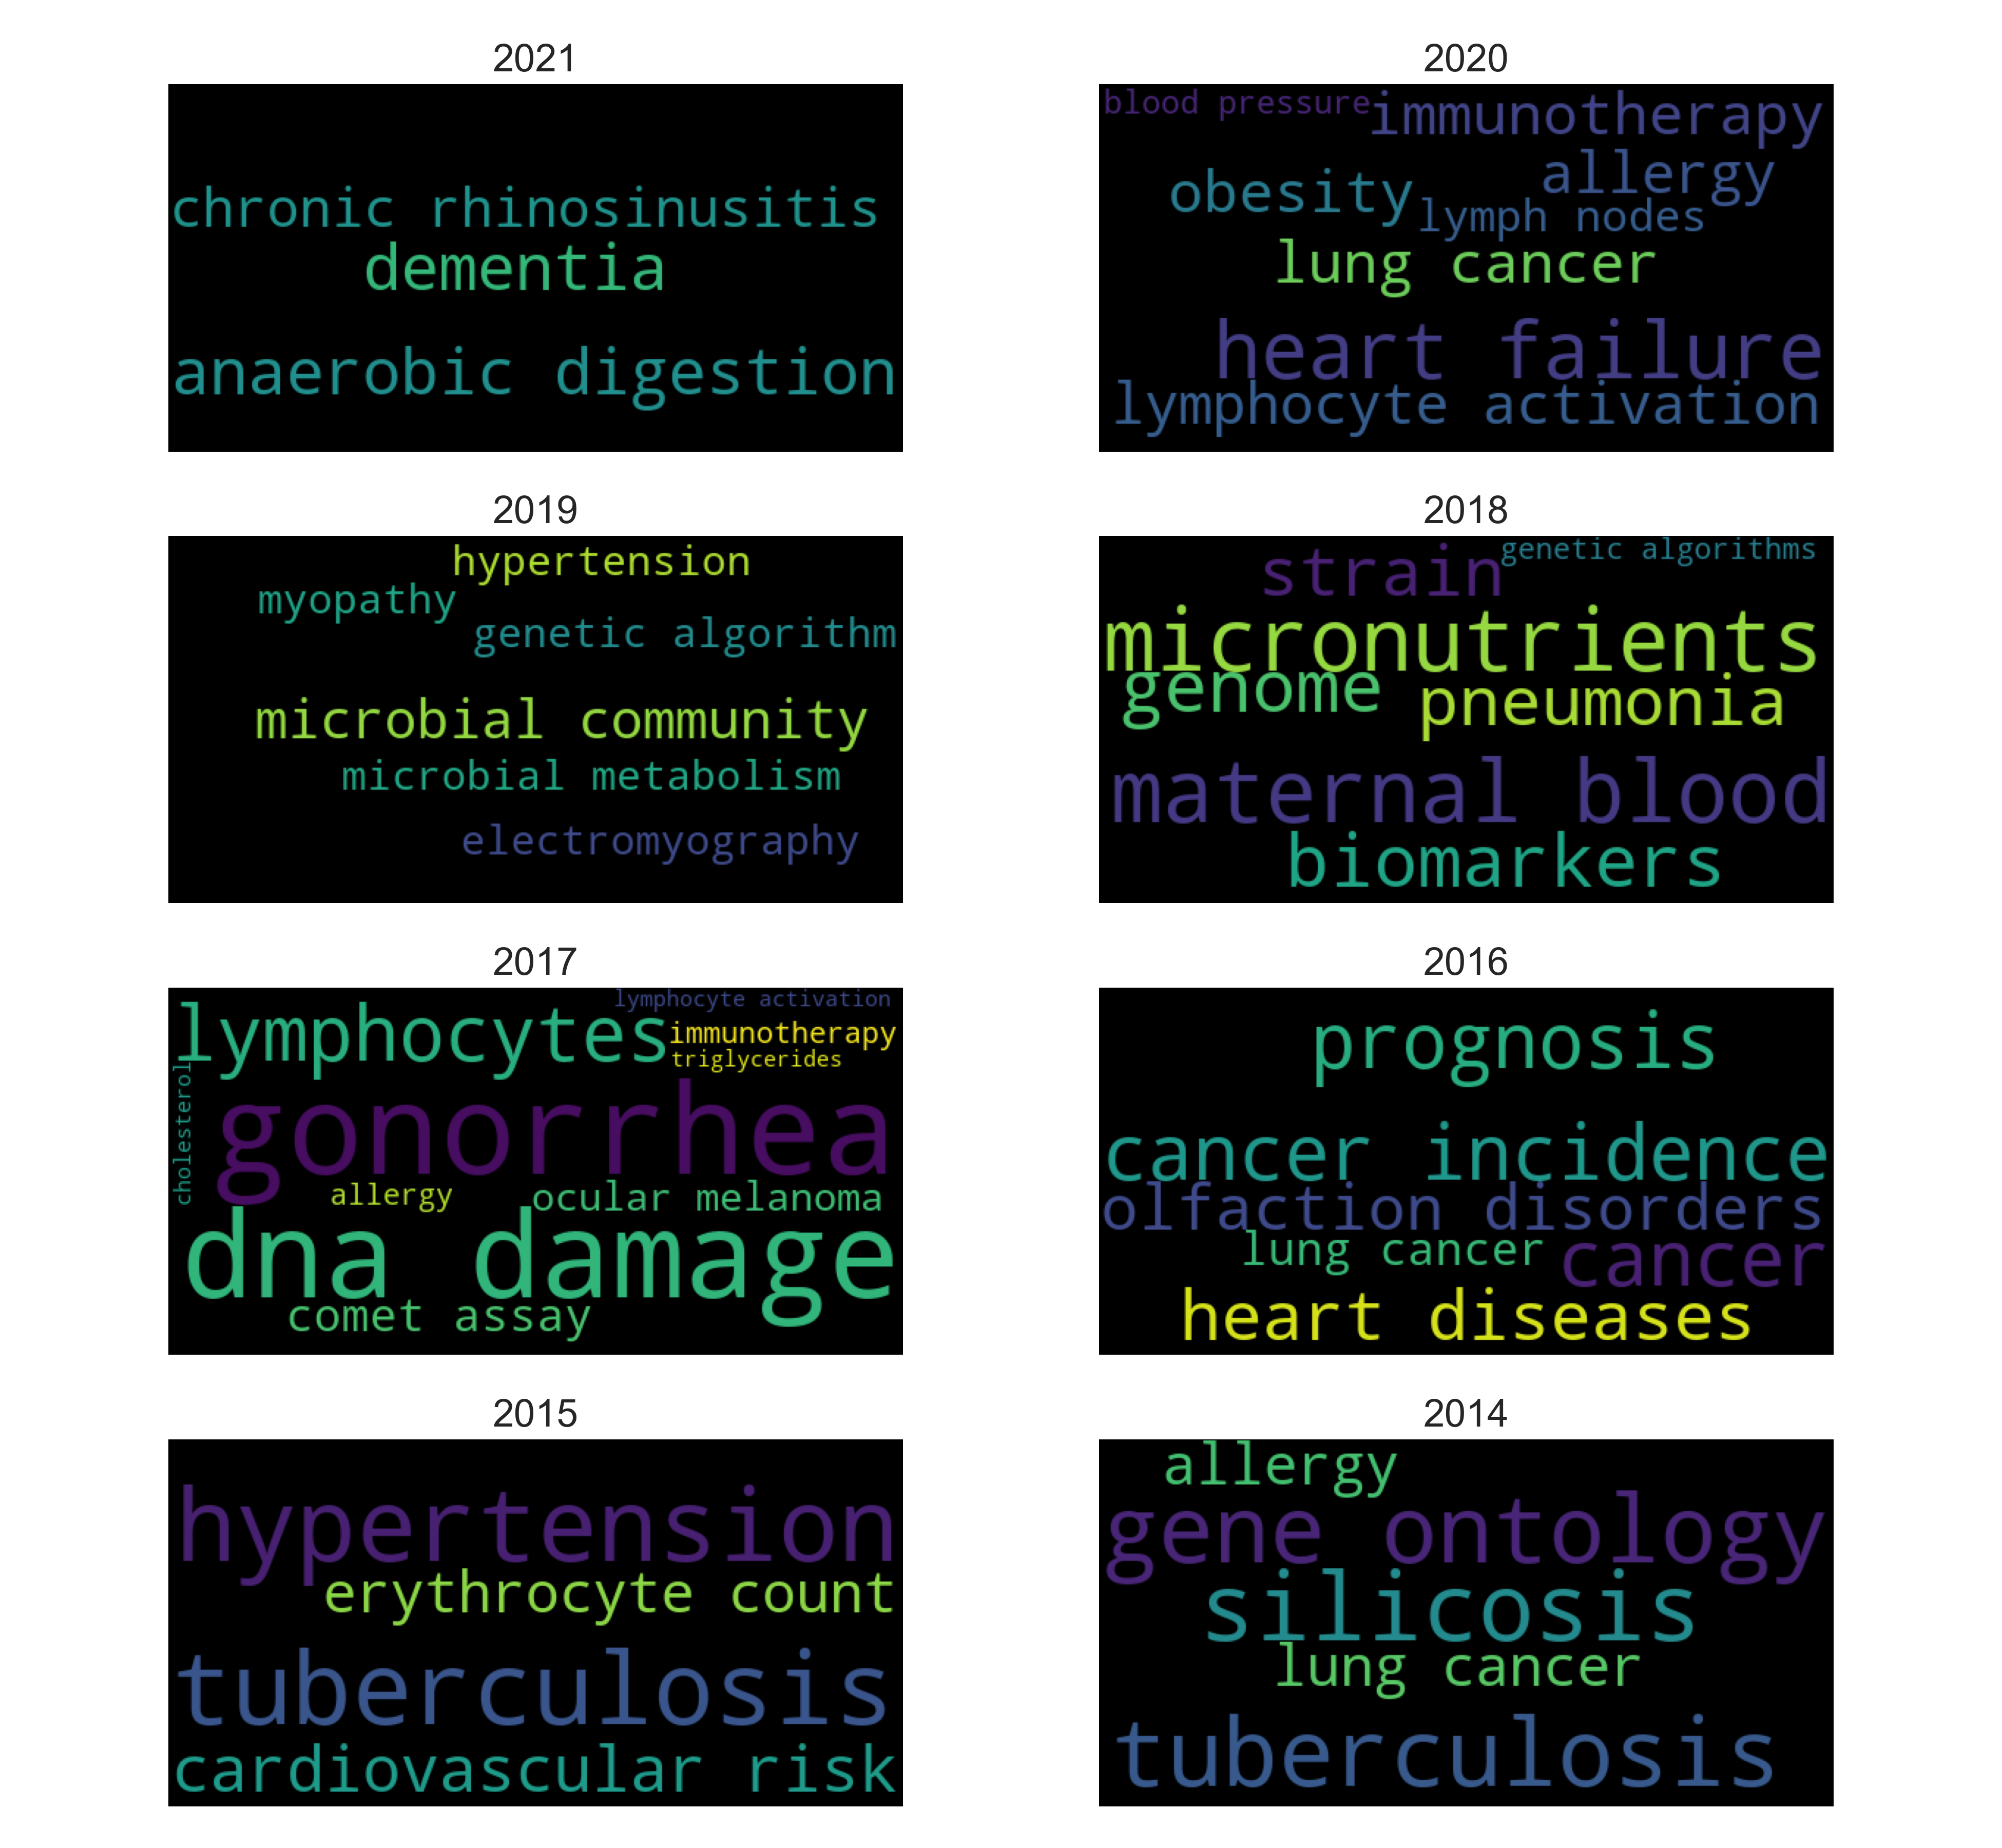 2021
chronic rhinosinusitis
dementia
anaerobic digestion
2020
blood pressure
immunotherapy
allergy
obesity
lymph nodes
lung cancer
heart failure
lymphocyte activation
2019
hypertension
myopathy
genetic algorithm
microbial community
microbial metabolism
electromyography
2018
strain
genetic algorithms
micronutrients
genome
pneumonia
maternal blood
biomarkers
2017
lymphocytes
lymphocyte activation
immunotherapy
triglycerides
cholesterol
gonorrhea
allergy
ocular melanoma
dna damage
comet assay
2016
prognosis
cancer incidence
olfaction disorders
lung cancer
cancer
heart diseases
2015
hypertension
erythrocyte count
tuberculosis
cardiovascular risk
2014
allergy
gene ontology
silicosis
lung cancer
tuberculosis